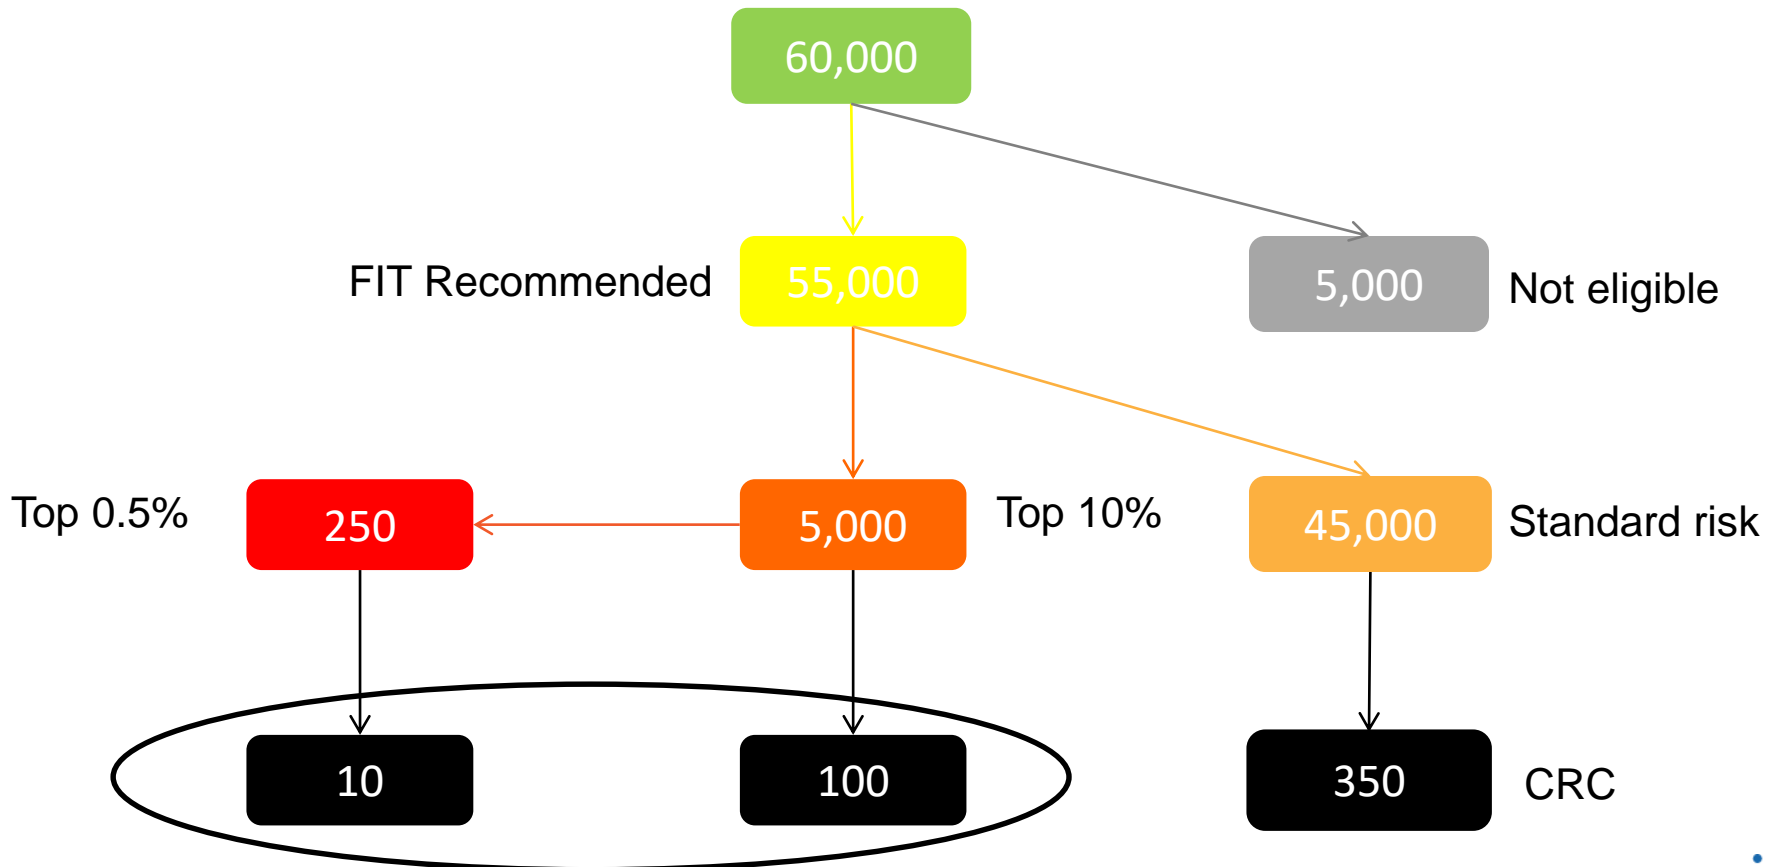 60,000
FIT Recommended
55,000
5,000
Not eligible
Top 0.5%
250
5,000
Top 10%
45,000
Standard risk
10
100
350
CRC